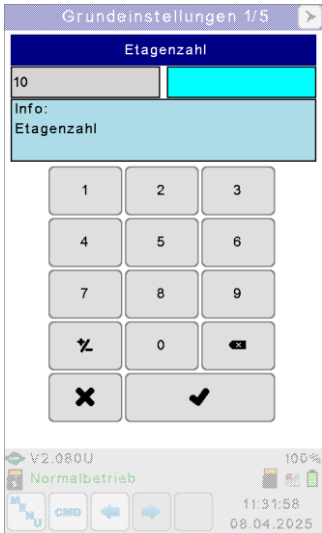 Grundeinstellungen 1/5
Etagenzahl
10
Info:
Etagenzahl
1 2 3
4 5 6
7 8 9
+/- 0
V2.080U 100%
Normalbetrieb
MENU CMD
11:31:58
08.04.2025